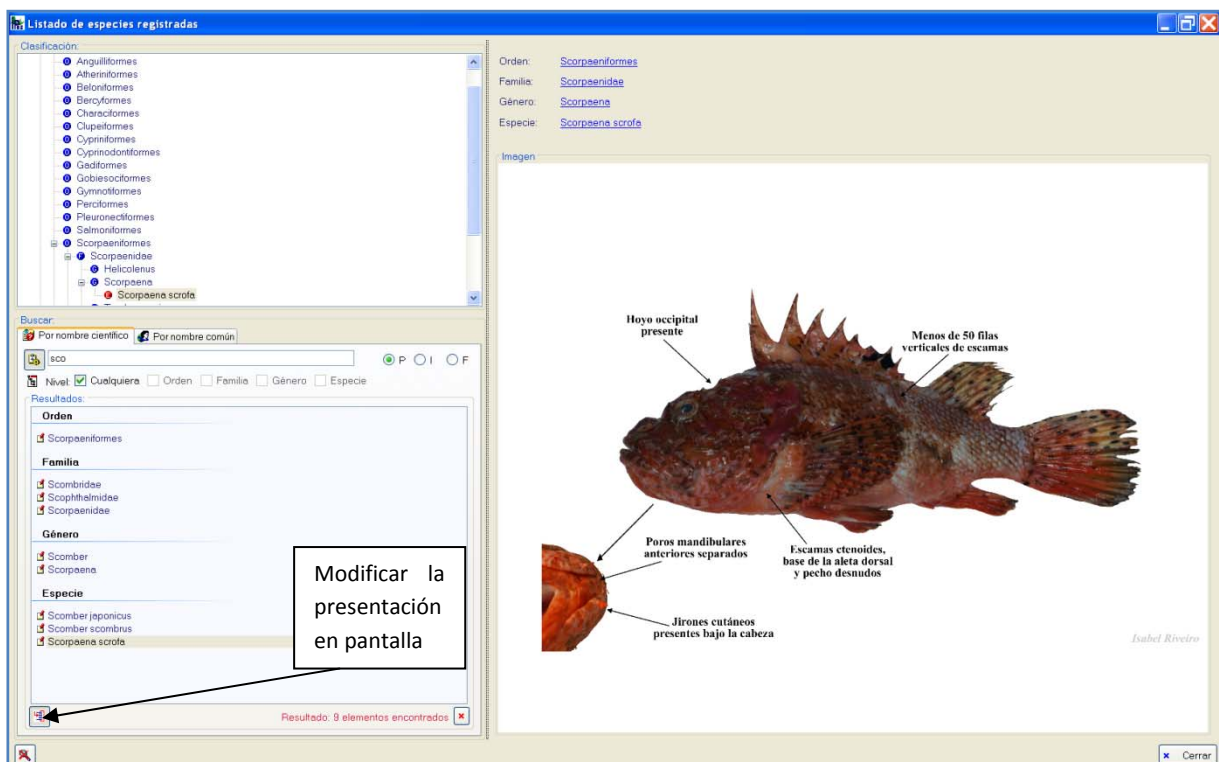 Listado de especies registradas
Clasificación:
Anguilliformes
Atheriniformes
Beloniformes
Bercyformes
Characiformes
Clupeiformes
Cypriniformes
Cyprinodontiformes
Gadiformes
Gobiesociformes
Gymnotiformes
Perciformes
Pleuronectiformes
Salmoniformes
Scorpaeniformes
Scorpaenidae
Helicolenus
Scorpaena
Scorpaena scrofa
Buscar:
Por nombre científico Por nombre común
sco P I F
Nivel: Cualquiera Orden Familia Género Especie
Resultados:
Orden
Scorpaeniformes
Familia
Scombridae
Scophthalmidae
Scorpaenidae
Género
Scomber
Scorpaena
Especie
Scomber japonicus
Scomber scombrus
Scorpaena scrofa
Modificar la
presentación
en pantalla
Resultado: 9 elementos encontrados
Orden: Scorpaeniformes
Familia: Scorpaenidae
Género: Scorpaena
Especie: Scorpaena scrofa
Imagen
Hoyo occipital
presente
Menos de 50 filas
verticales de escamas
Poros mandibulares
anteriores separados
Escamas ctenoides,
base de la aleta dorsal
y pecho desnudos
Jirones cutáneos
presentes bajo la cabeza
Isabel Riveiro
Cerrar